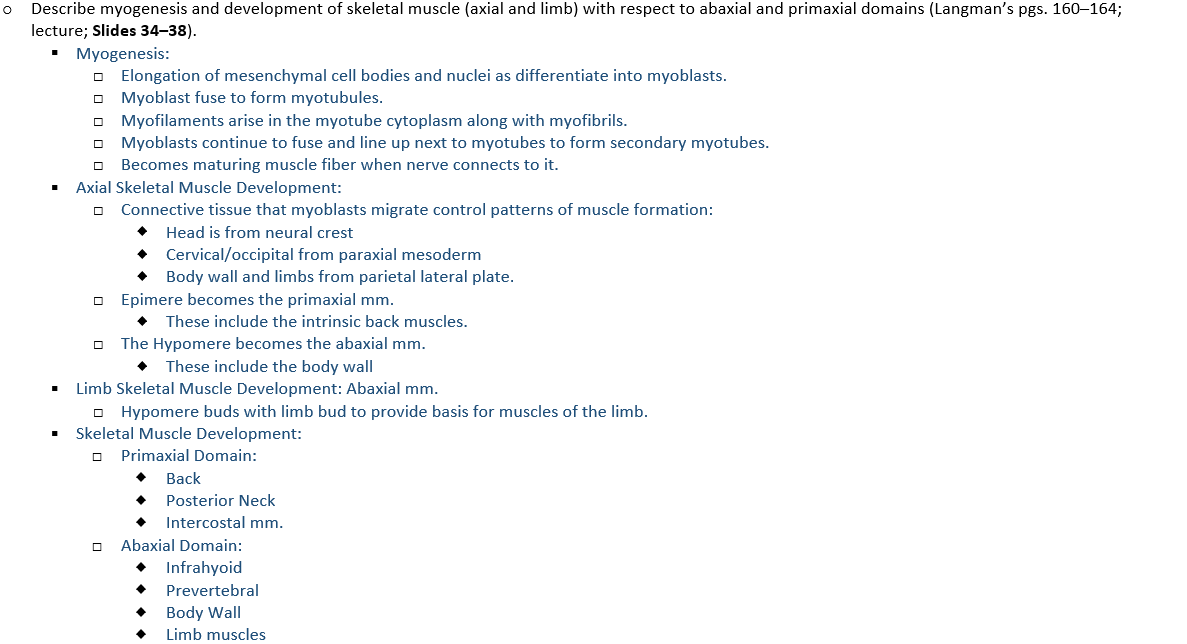 o Describe myogenesis and development of skeletal muscle (axial and limb) with respect to abaxial and primaxial domains (Langman's pgs. 160–164;
lecture; Slides 34–38).
▪ Myogenesis:
□ Elongation of mesenchymal cell bodies and nuclei as differentiate into myoblasts.
□ Myoblast fuse to form myotubules.
□ Myofilaments arise in the myotube cytoplasm along with myofibrils.
□ Myoblasts continue to fuse and line up next to myotubes to form secondary myotubes.
□ Becomes maturing muscle fiber when nerve connects to it.
▪ Axial Skeletal Muscle Development:
□ Connective tissue that myoblasts migrate control patterns of muscle formation:
◆ Head is from neural crest
◆ Cervical/occipital from paraxial mesoderm
◆ Body wall and limbs from parietal lateral plate.
□ Epimere becomes the primaxial mm.
◆ These include the intrinsic back muscles.
□ The Hypomere becomes the abaxial mm.
◆ These include the body wall
▪ Limb Skeletal Muscle Development: Abaxial mm.
□ Hypomere buds with limb bud to provide basis for muscles of the limb.
▪ Skeletal Muscle Development:
□ Primaxial Domain:
◆ Back
◆ Posterior Neck
◆ Intercostal mm.
□ Abaxial Domain:
◆ Infrahyoid
◆ Prevertebral
◆ Body Wall
◆ Limb muscles